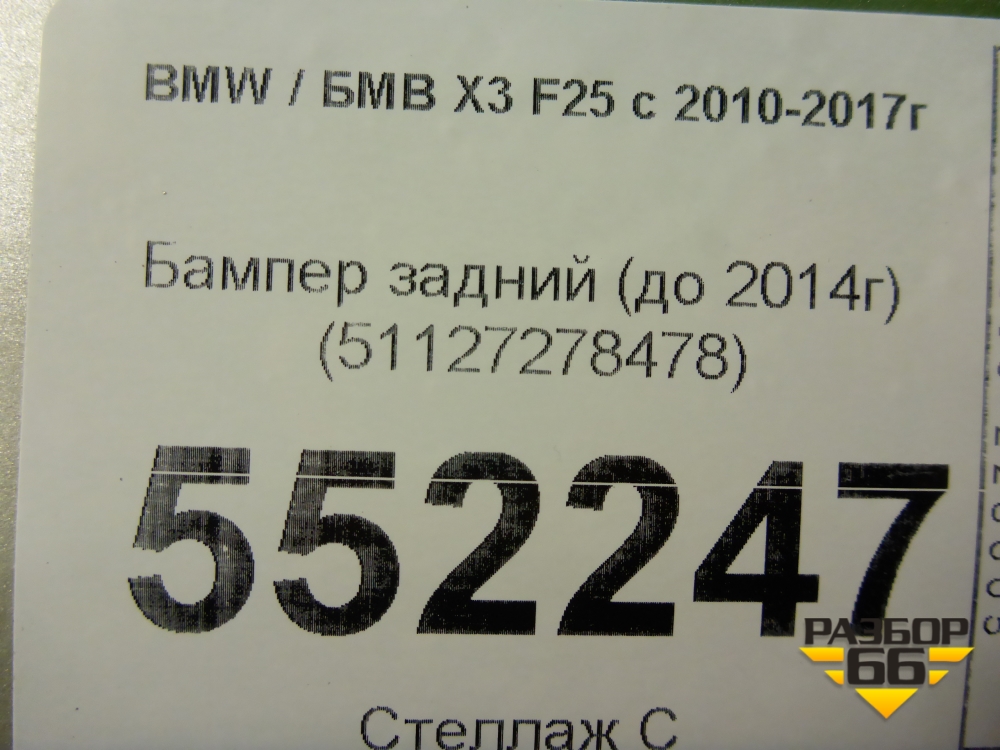 BMW / БМВ X3 F25 с 2010-2017г
Бампер задний (до 2014г)
(51127278478)
552247
РАЗБОР
66
Стеллаж С